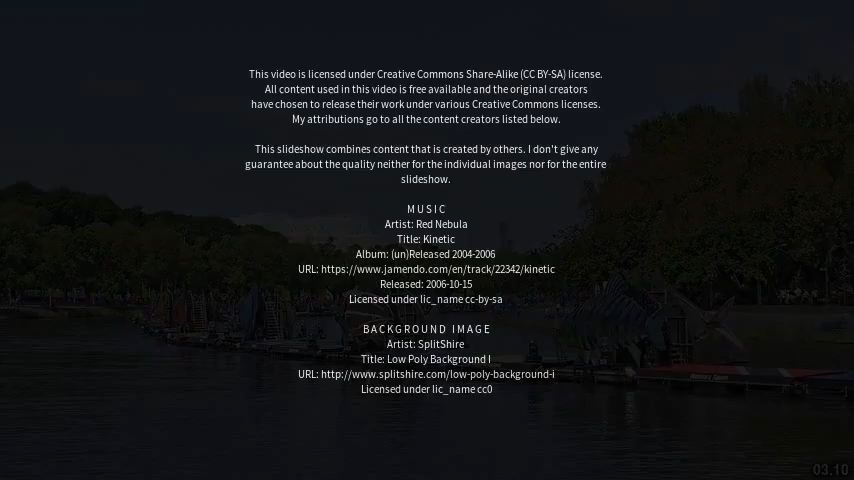 This video is licensed under Creative Commons Share-Alike (CC BY-SA) license.
All content used in this video is free available and the original creators
have chosen to release their work under various Creative Commons licenses.
My attributions go to all the content creators listed below.
This slideshow combines content that is created by others. I don't give any
guarantee about the quality neither for the individual images nor for the entire
slideshow.
MUSIC
Artist: Red Nebula
Title: Kinetic
Album: (un)Released 2004-2006
URL: https://www.jamendo.com/en/track/22342/kinetic
Released: 2006-10-15
Licensed under lic_name cc-by-sa
BACKGROUND IMAGE
Artist: SplitShire
Title: Low Poly Background I
URL: http://www.splitshire.com/low-poly-background-i
Licensed under lic_name cc0
03.10